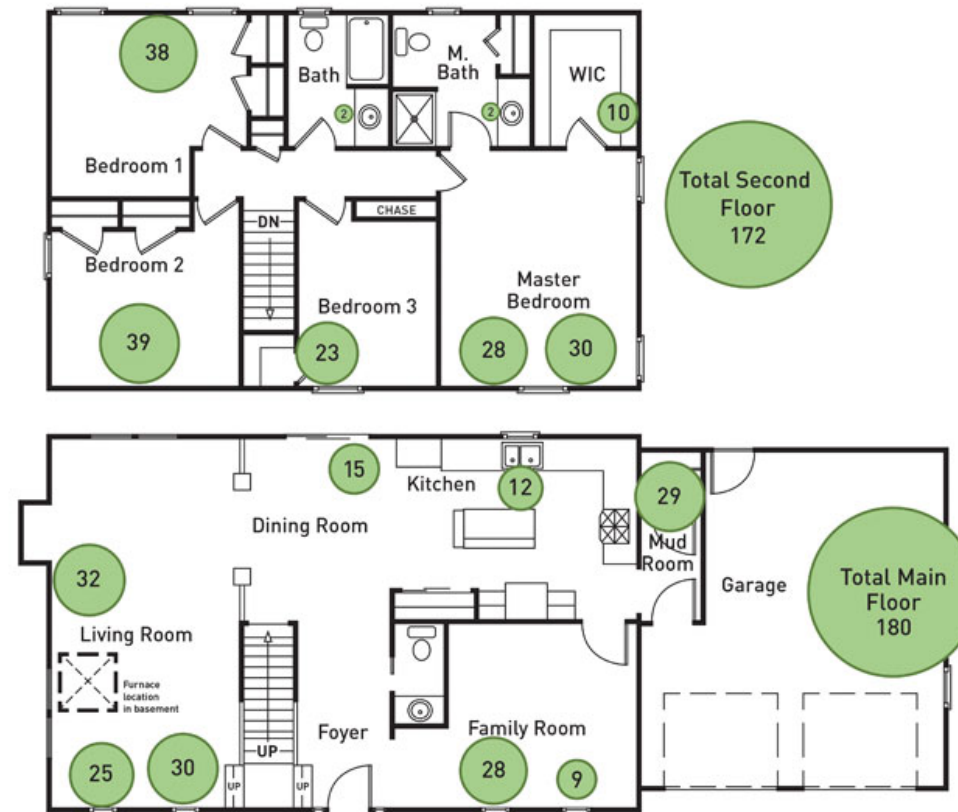 38
Bath
2
M.
Bath
2
WIC
10
Bedroom 1
Total Second
Floor
172
DN
CHASE
Bedroom 2
Bedroom 3
Master
Bedroom
39
23
28
30
15
Kitchen
12
29
Dining Room
Mud
Room
Garage
Total Main
Floor
180
32
Living Room
Furnace
location
in basement
Foyer
Family Room
UP
25
30
UP
UP
28
9